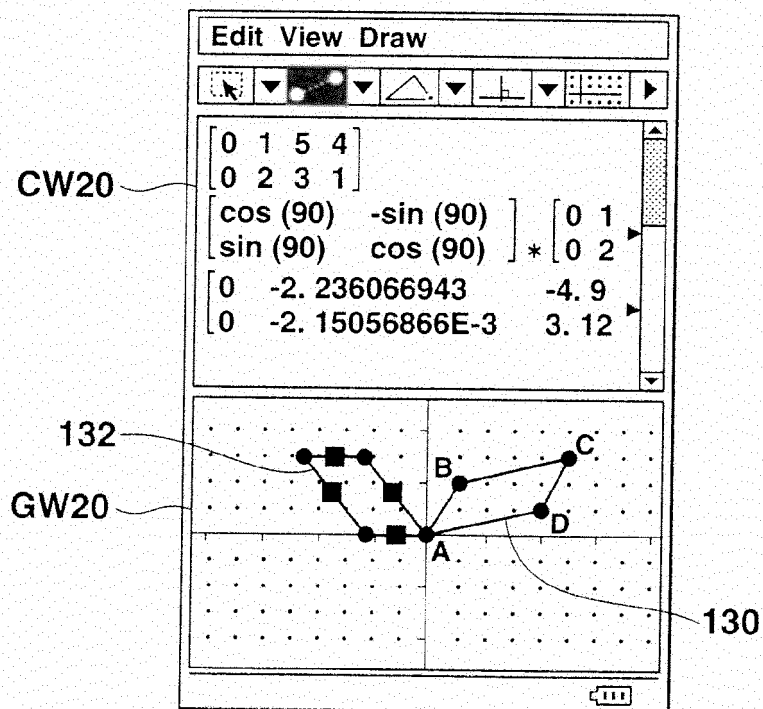 Edit View Draw
CW20
0 1 5 4
0 2 3 1
cos (90) -sin (90) 0 1
sin (90) cos (90) * 0 2
0 -2. 236066943 -4. 9
0 -2. 15056866E-3 3. 12
132
GW20
B
C
D
A
130